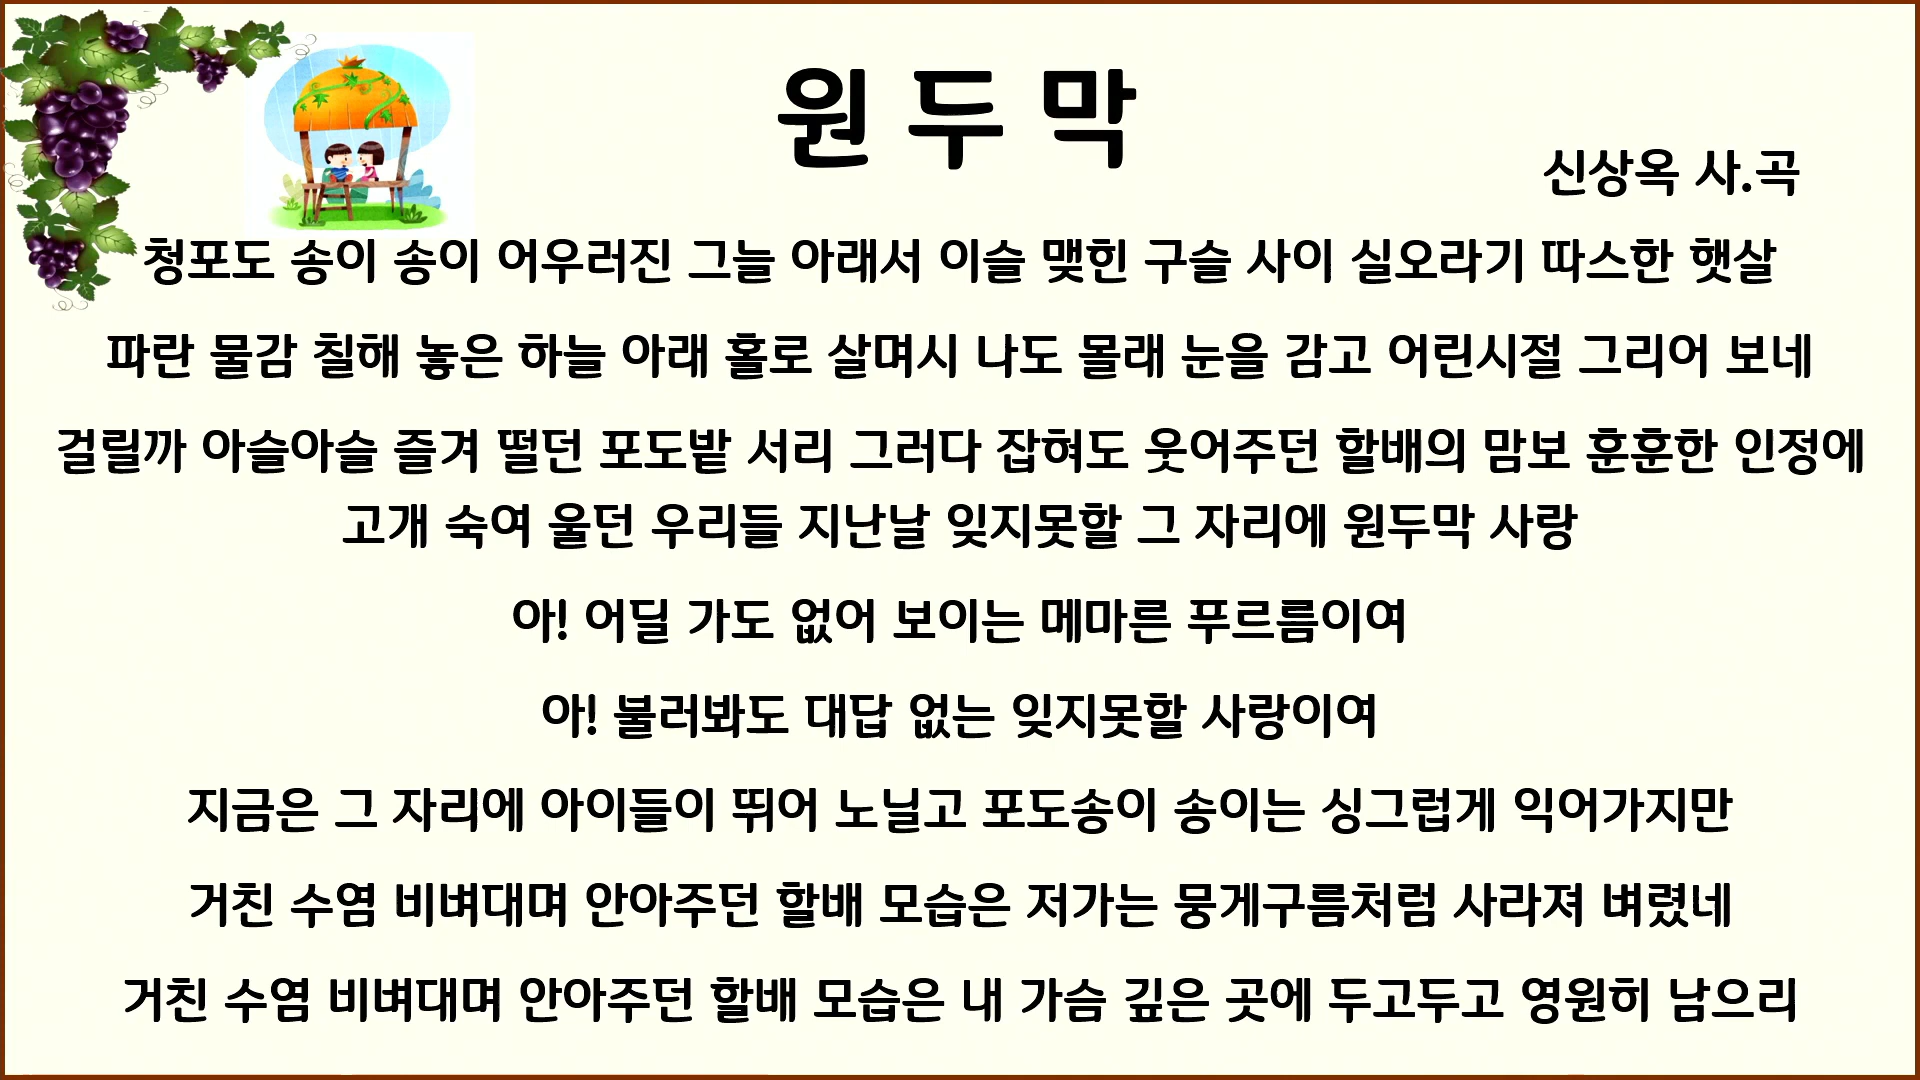 원두막
신상옥 사.곡
청포도 송이 송이 어우러진 그늘 아래서 이슬 맺힌 구슬 사이 실오라기 따스한 햇살
파란 물감 칠해 놓은 하늘 아래 홀로 살며시 나도 몰래 눈을 감고 어린시절 그리어 보네
걸릴까 아슬아슬 즐겨 떨던 포도밭 서리 그러다 잡혀도 웃어주던 할배의 맘보 훈훈한 인정에
고개 숙여 울던 우리들 지난날 잊지못할 그 자리에 원두막 사랑
아! 어딜 가도 없어 보이는 메마른 푸르름이여
아! 불러봐도 대답 없는 잊지못할 사랑이여
지금은 그 자리에 아이들이 뛰어 노닐고 포도송이 송이는 싱그럽게 익어가지만
거친 수염 비벼대며 안아주던 할배 모습은 저가는 뭉게구름처럼 사라져 벼렸네
거친 수염 비벼대며 안아주던 할배 모습은 내 가슴 깊은 곳에 두고두고 영원히 남으리